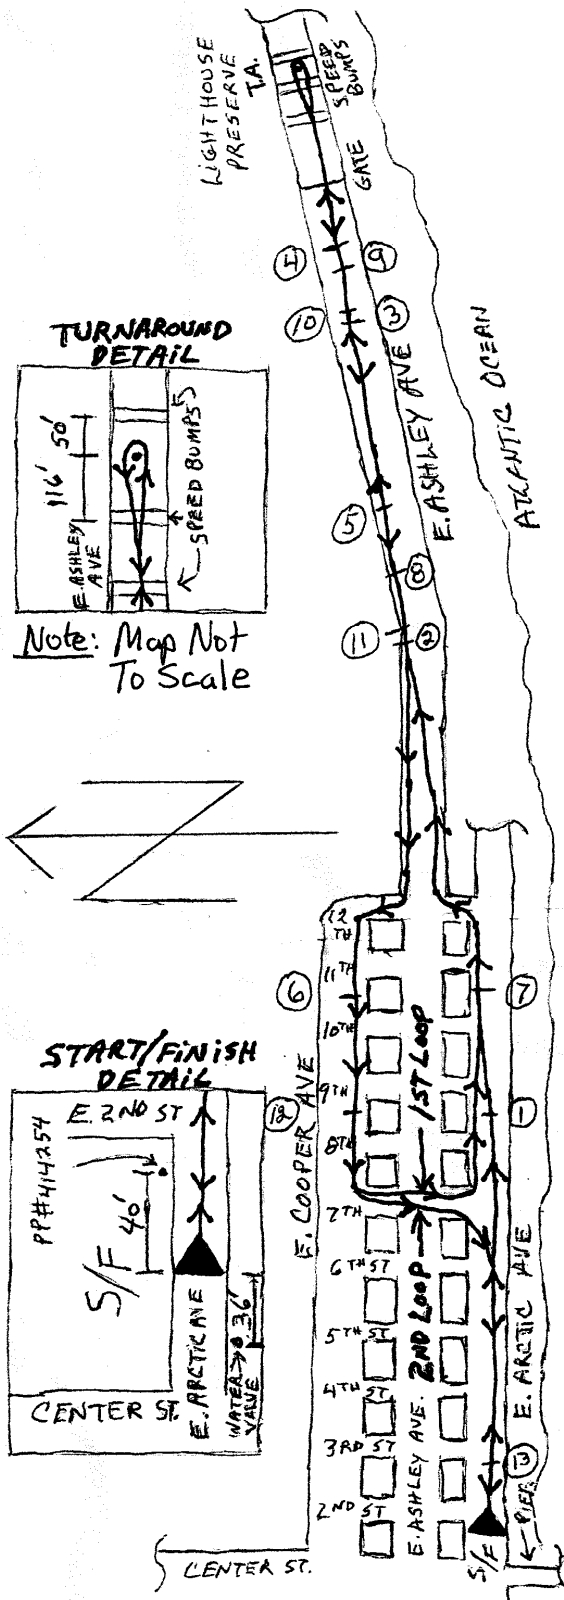 LIGHTHOUSE
PRESERVE
T.A.
SPEED
BUMPS
GATE
4
9
10
3
TURNAROUND
DETAIL
116'
50'
SPEED BUMPS
E. ASHLEY
AVE
Note: Map Not
To Scale
E. ASHLEY AVE
ATLANTIC OCEAN
5
8
11
2
N
12
TH
11TH
10TH
9TH
8TH
7TH
6TH ST
5TH ST
4TH ST
3RD ST
2ND ST
6
7
1ST LOOP
2ND LOOP
12
1
E. COOPER AVE
E. ASHLEY AVE.
E. ARCTIC AVE
13
PIER
S/F
CENTER ST.
START/FINISH
DETAIL
E. 2ND ST
PP#414254
40'
S/F
E. ARCTIC AVE
WATER
VALVE
36'
CENTER ST.